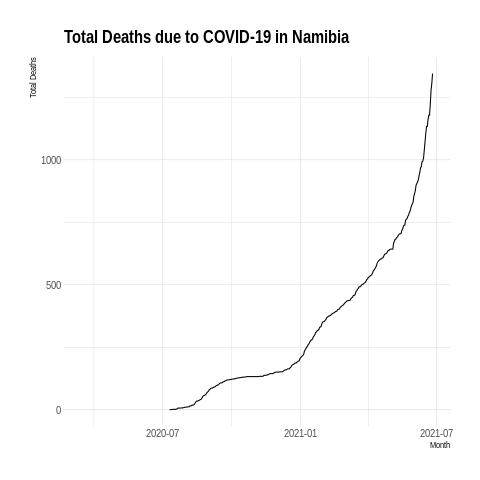 Total Deaths due to COVID-19 in Namibia
Total Deaths
1000
500
0
2020-07
2021-01
2021-07
Month